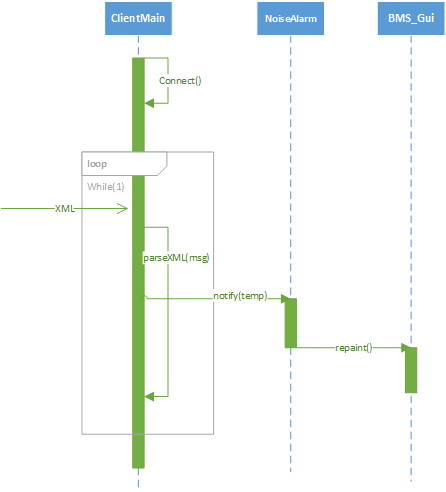 ClientMain
NoiseAlarm
BMS_Gui
Connect()
loop
While(1)
XML
parseXML(msg)
notify(temp)
repaint()